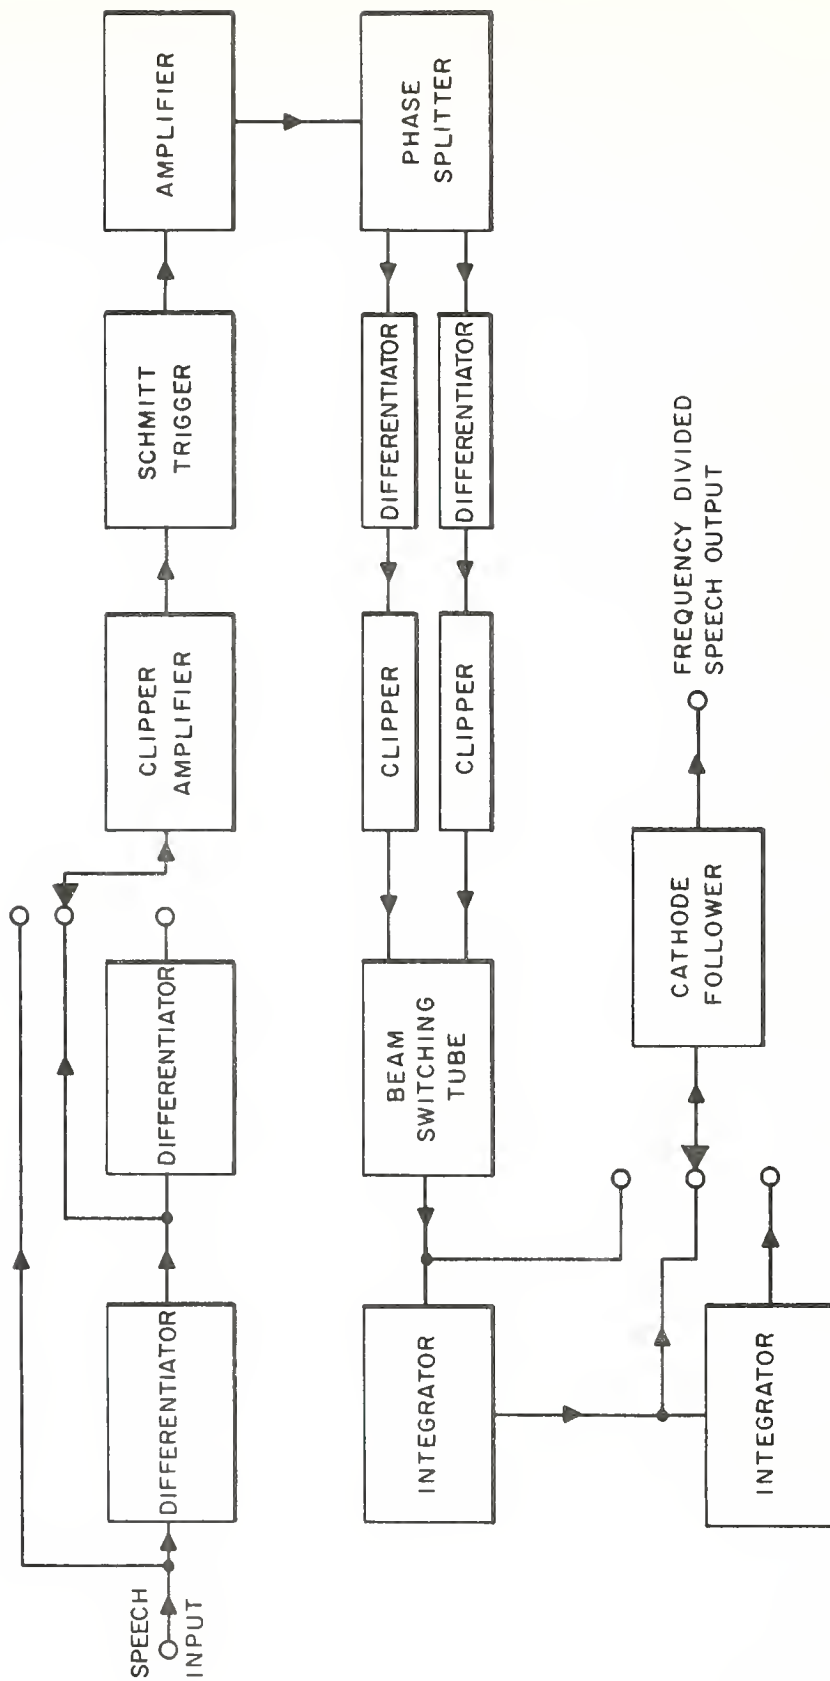 SPEECH
INPUT
DIFFERENTIATOR
DIFFERENTIATOR
CLIPPER
AMPLIFIER
SCHMITT
TRIGGER
AMPLIFIER
PHASE
SPLITTER
DIFFERENTIATOR
DIFFERENTIATOR
CLIPPER
CLIPPER
BEAM
SWITCHING
TUBE
INTEGRATOR
INTEGRATOR
CATHODE
FOLLOWER
FREQUENCY DIVIDED
SPEECH OUTPUT